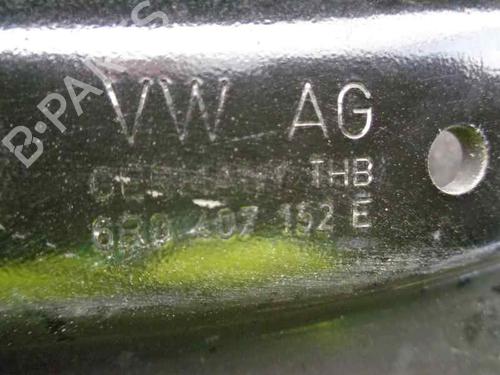 B-PARTS
VW AG
GERMANY THB
6R0 407 152 E